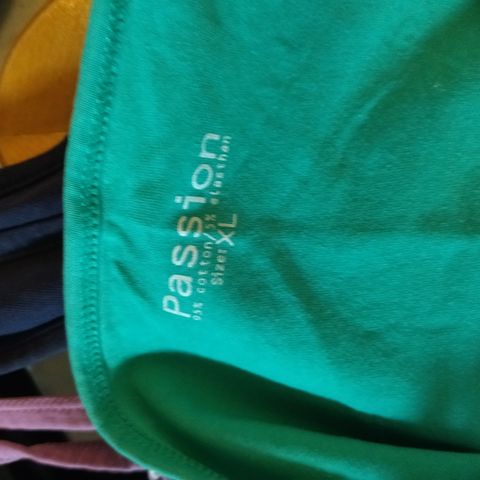 Passion
95% cotton/5% elasthan
Size: XL